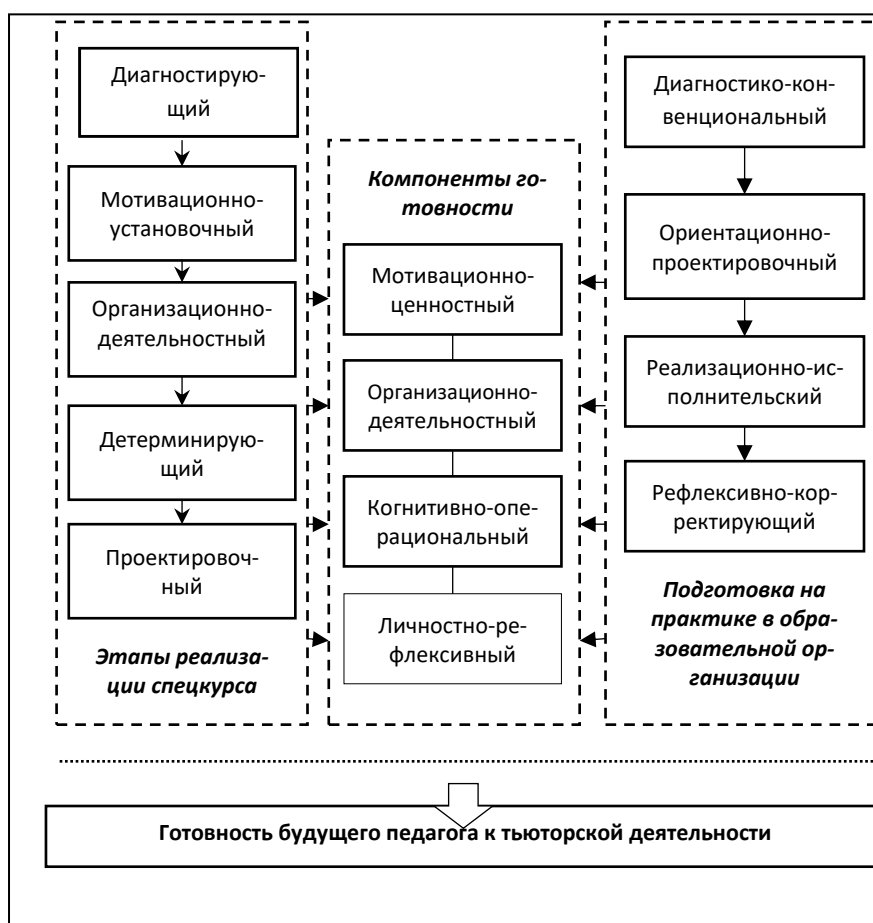 Диагностирую-
щий
Мотивационно-
установочный
Организационно-
деятельностный
Детерминирую-
щий
Проектировоч-
ный
Этапы реализа-
ции спецкурса
Компоненты го-
товности
Мотивационно-
ценностный
Организационно-
деятельностный
Когнитивно-опе-
рациональный
Личностно-ре-
флексивный
Диагностико-кон-
венциональный
Ориентационно-
проектировочный
Реализационно-ис-
полнительский
Рефлексивно-кор-
ректирующий
Подготовка на
практике в обра-
зовательной ор-
ганизации
Готовность будущего педагога к тьюторской деятельности